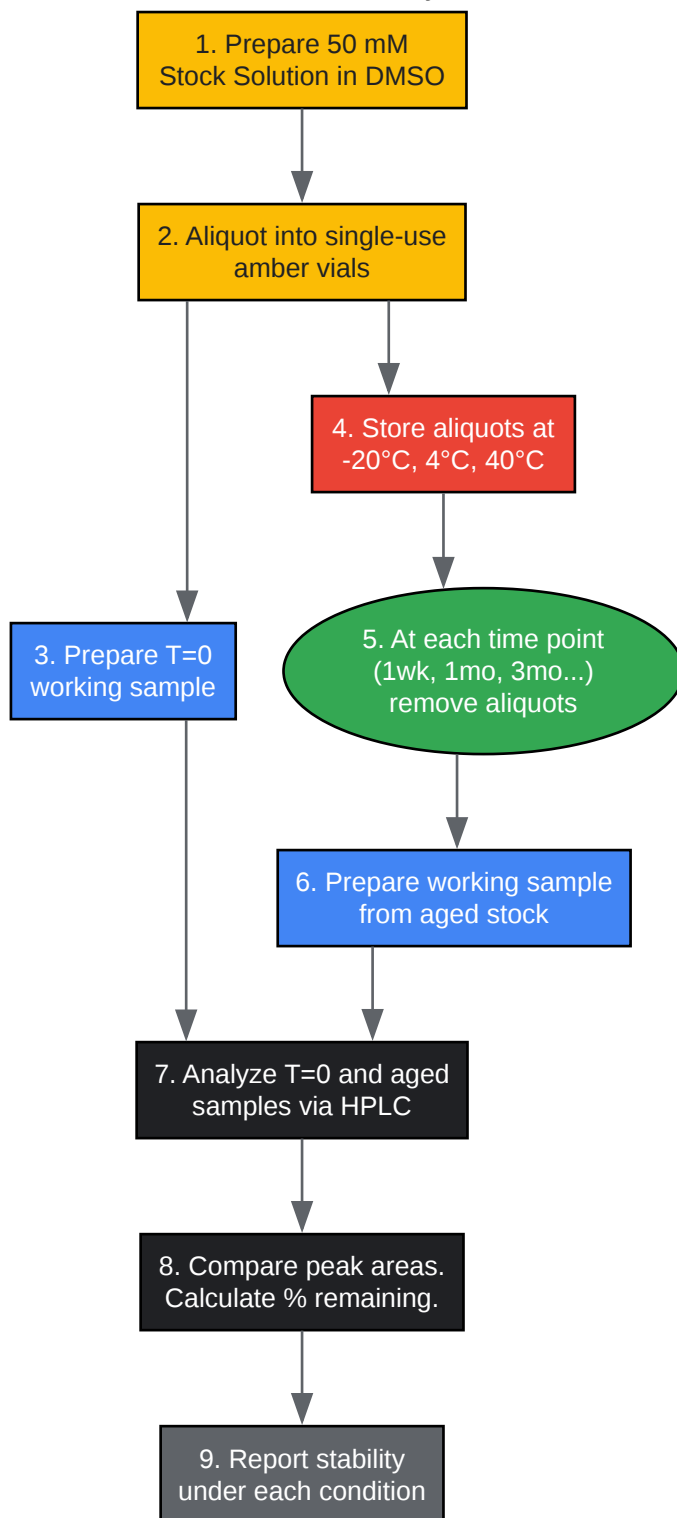 1. Prepare 50 mM
Stock Solution in DMSO
2. Aliquot into single-use
amber vials
4. Store aliquots at
-20°C, 4°C, 40°C
3. Prepare T=0
working sample
5. At each time point
(1wk, 1mo, 3mo...)
remove aliquots
6. Prepare working sample
from aged stock
7. Analyze T=0 and aged
samples via HPLC
8. Compare peak areas.
Calculate % remaining.
9. Report stability
under each condition